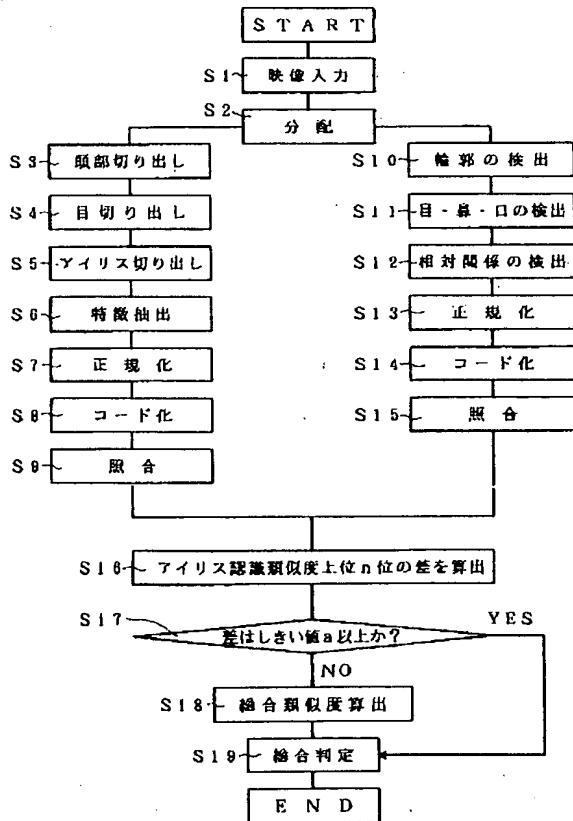 START
S1 映像入力
S2 分配
S3 頭部切り出し
S4 目切り出し
S5 アイリス切り出し
S6 特徴抽出
S7 正規化
S8 コード化
S9 照合
S10 輪郭の検出
S11 目・鼻・口の検出
S12 相対関係の検出
S13 正規化
S14 コード化
S15 照合
S16 アイリス認識類似度上位n位の差を算出
S17 差はしきい値a以上か?
YES
NO
S18 総合類似度算出
S19 総合判定
END